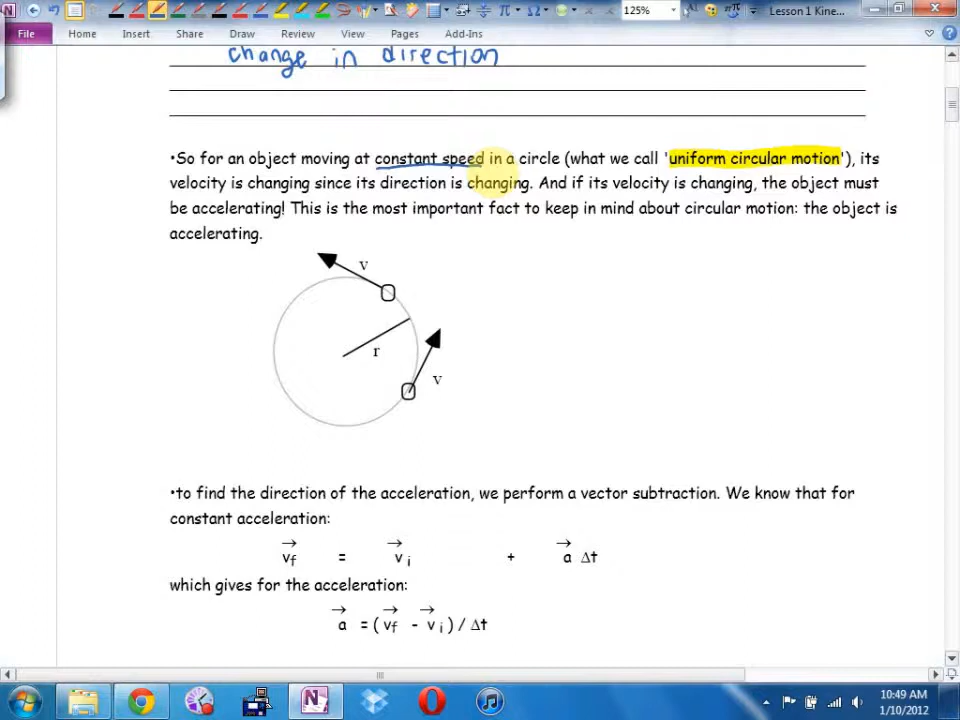 125%
Lesson 1 Kine...
File Home Insert Share Draw Review View Pages Add-Ins
change in direction
•So for an object moving at constant speed in a circle (what we call 'uniform circular motion'), its
velocity is changing since its direction is changing. And if its velocity is changing, the object must
be accelerating! This is the most important fact to keep in mind about circular motion: the object is
accelerating.
v
r
v
•to find the direction of the acceleration, we perform a vector subtraction. We know that for
constant acceleration:
→ → →
vf = v i + a Δt
which gives for the acceleration:
→ → →
a = ( vf - v i ) / Δt
10:49 AM
1/10/2012